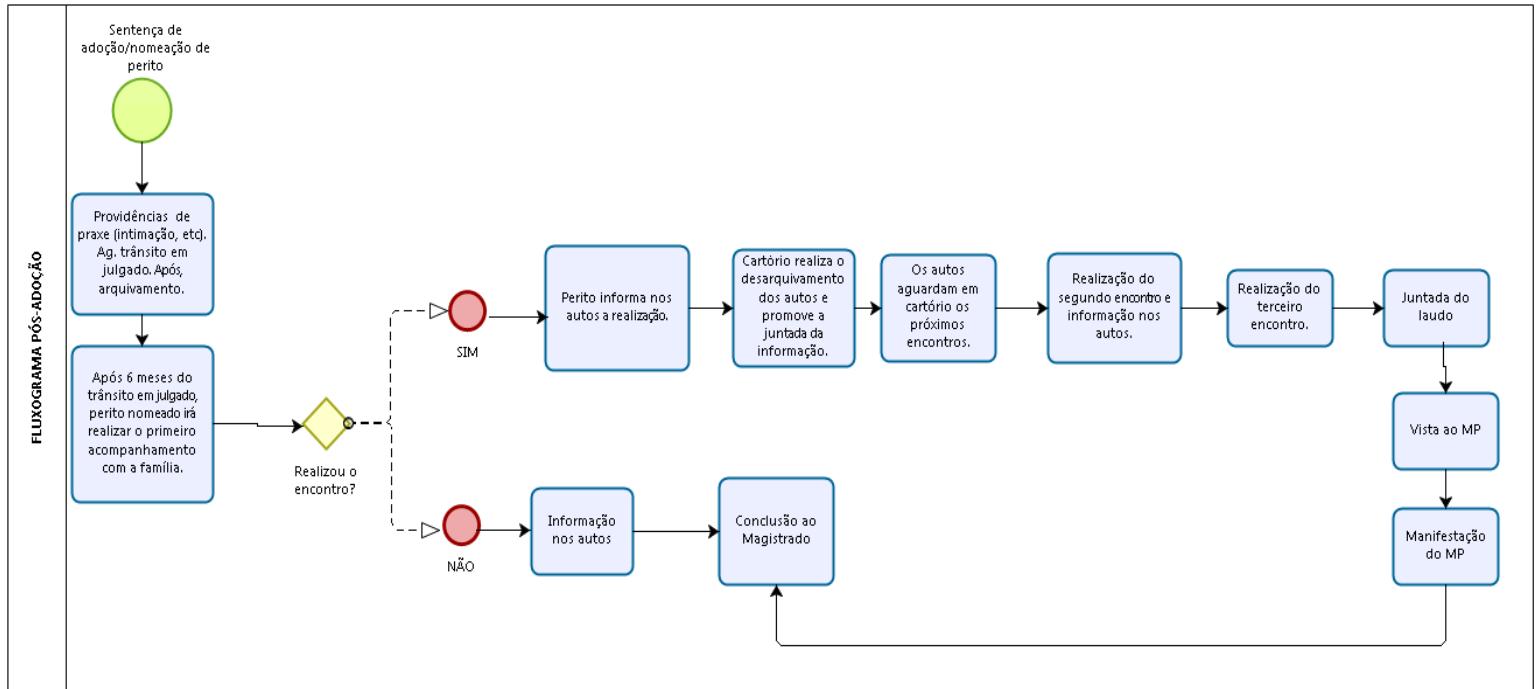 FLUXOGRAMA PÓS-ADOÇÃO
Sentença de
adoção/nomeação de
perito
Providências de
praxe (intimação, etc).
Ag. trânsito em
julgado. Após,
arquivamento.
Após 6 meses do
trânsito em julgado,
perito nomeado irá
realizar o primeiro
acompanhamento
com a família.
Realizou o
encontro?
SIM
Perito informa nos
autos a realização.
Cartório realiza o
desarquivamento
dos autos e
promove a
juntada da
informação.
Os autos
aguardam em
cartório os
próximos
encontros.
Realização do
segundo encontro e
informação nos
autos.
Realização do
terceiro
encontro.
Juntada do
laudo
Vista ao MP
Manifestação
do MP
NÃO
Informação
nos autos
Conclusão ao
Magistrado